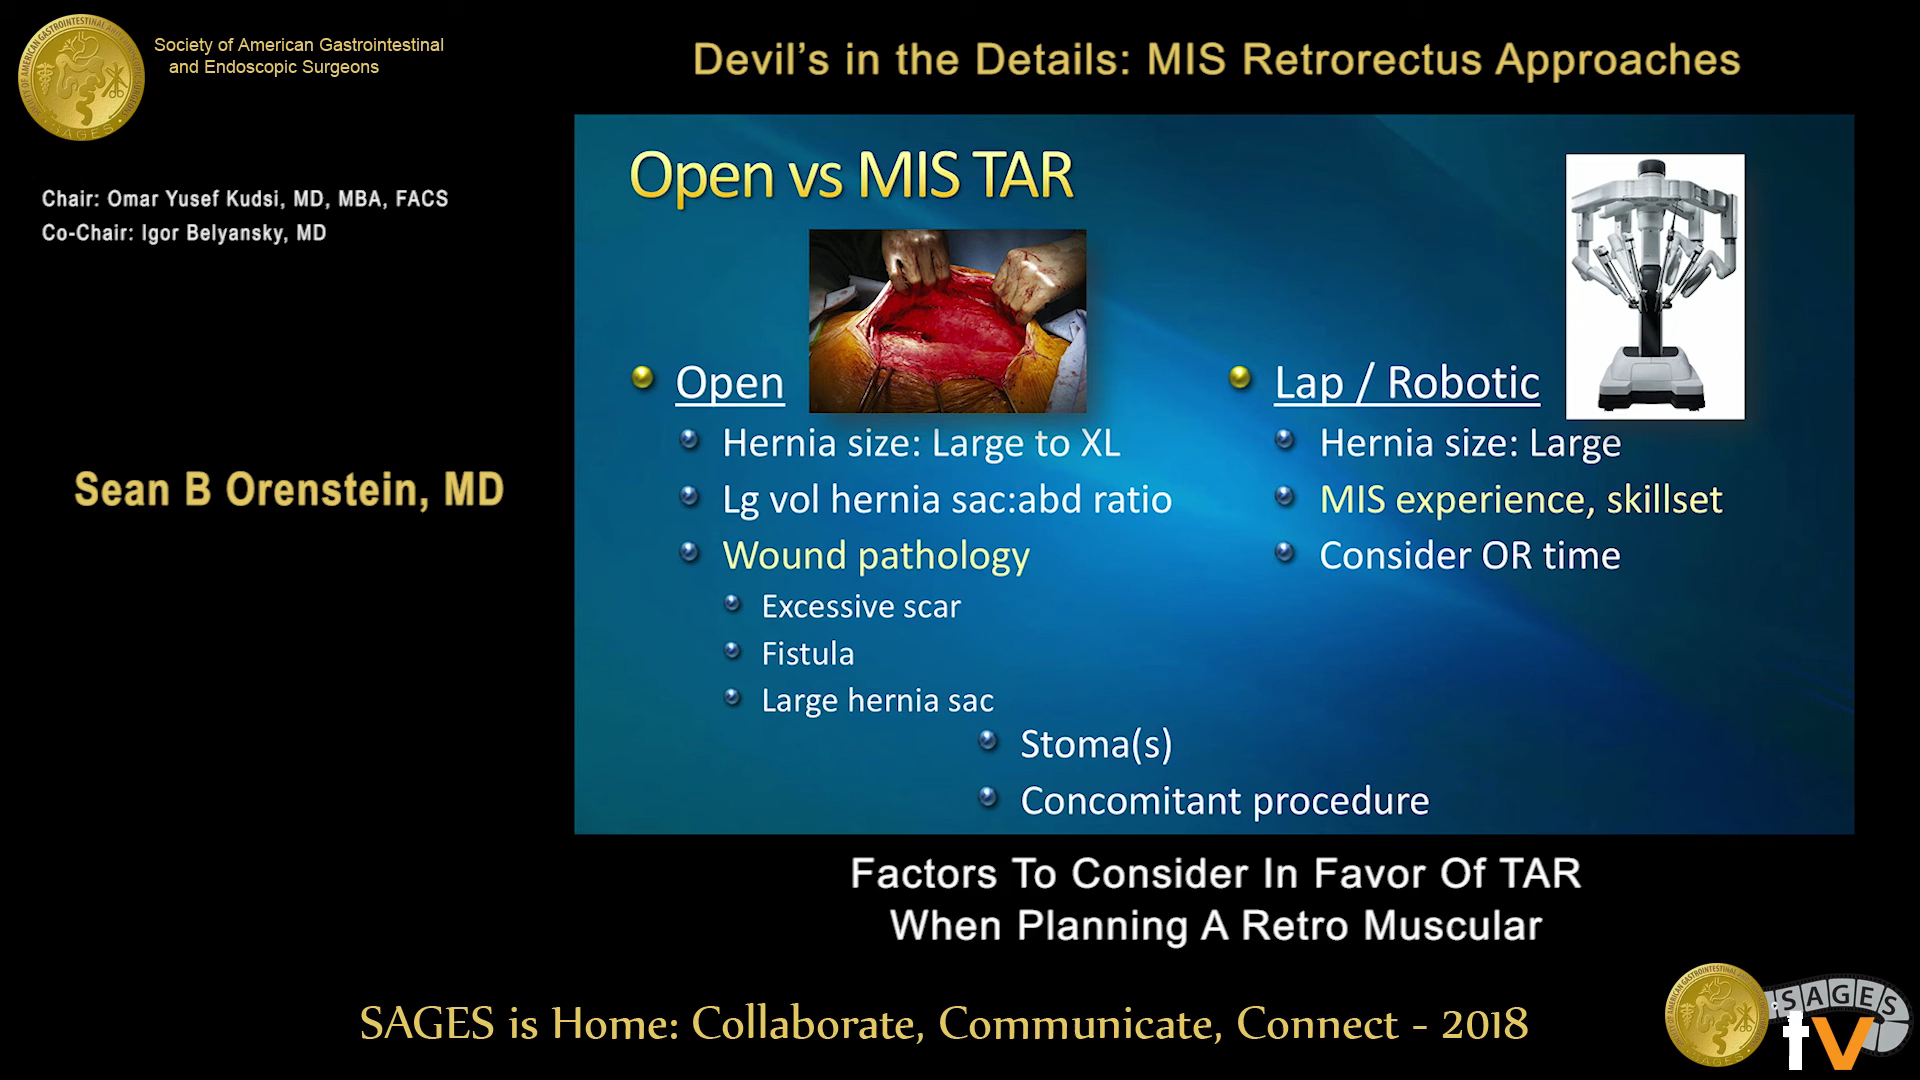 Society of American Gastrointestinal
and Endoscopic Surgeons
Devil's in the Details: MIS Retrorectus Approaches
Chair: Omar Yusef Kudsi, MD, MBA, FACS
Co-Chair: Igor Belyansky, MD
Sean B Orenstein, MD
Open vs MIS TAR
Open
Hernia size: Large to XL
Lg vol hernia sac:abd ratio
Wound pathology
Excessive scar
Fistula
Large hernia sac
Lap / Robotic
Hernia size: Large
MIS experience, skillset
Consider OR time
Stoma(s)
Concomitant procedure
Factors To Consider In Favor Of TAR
When Planning A Retro Muscular
SAGES is Home: Collaborate, Communicate, Connect - 2018
SAGES
tv